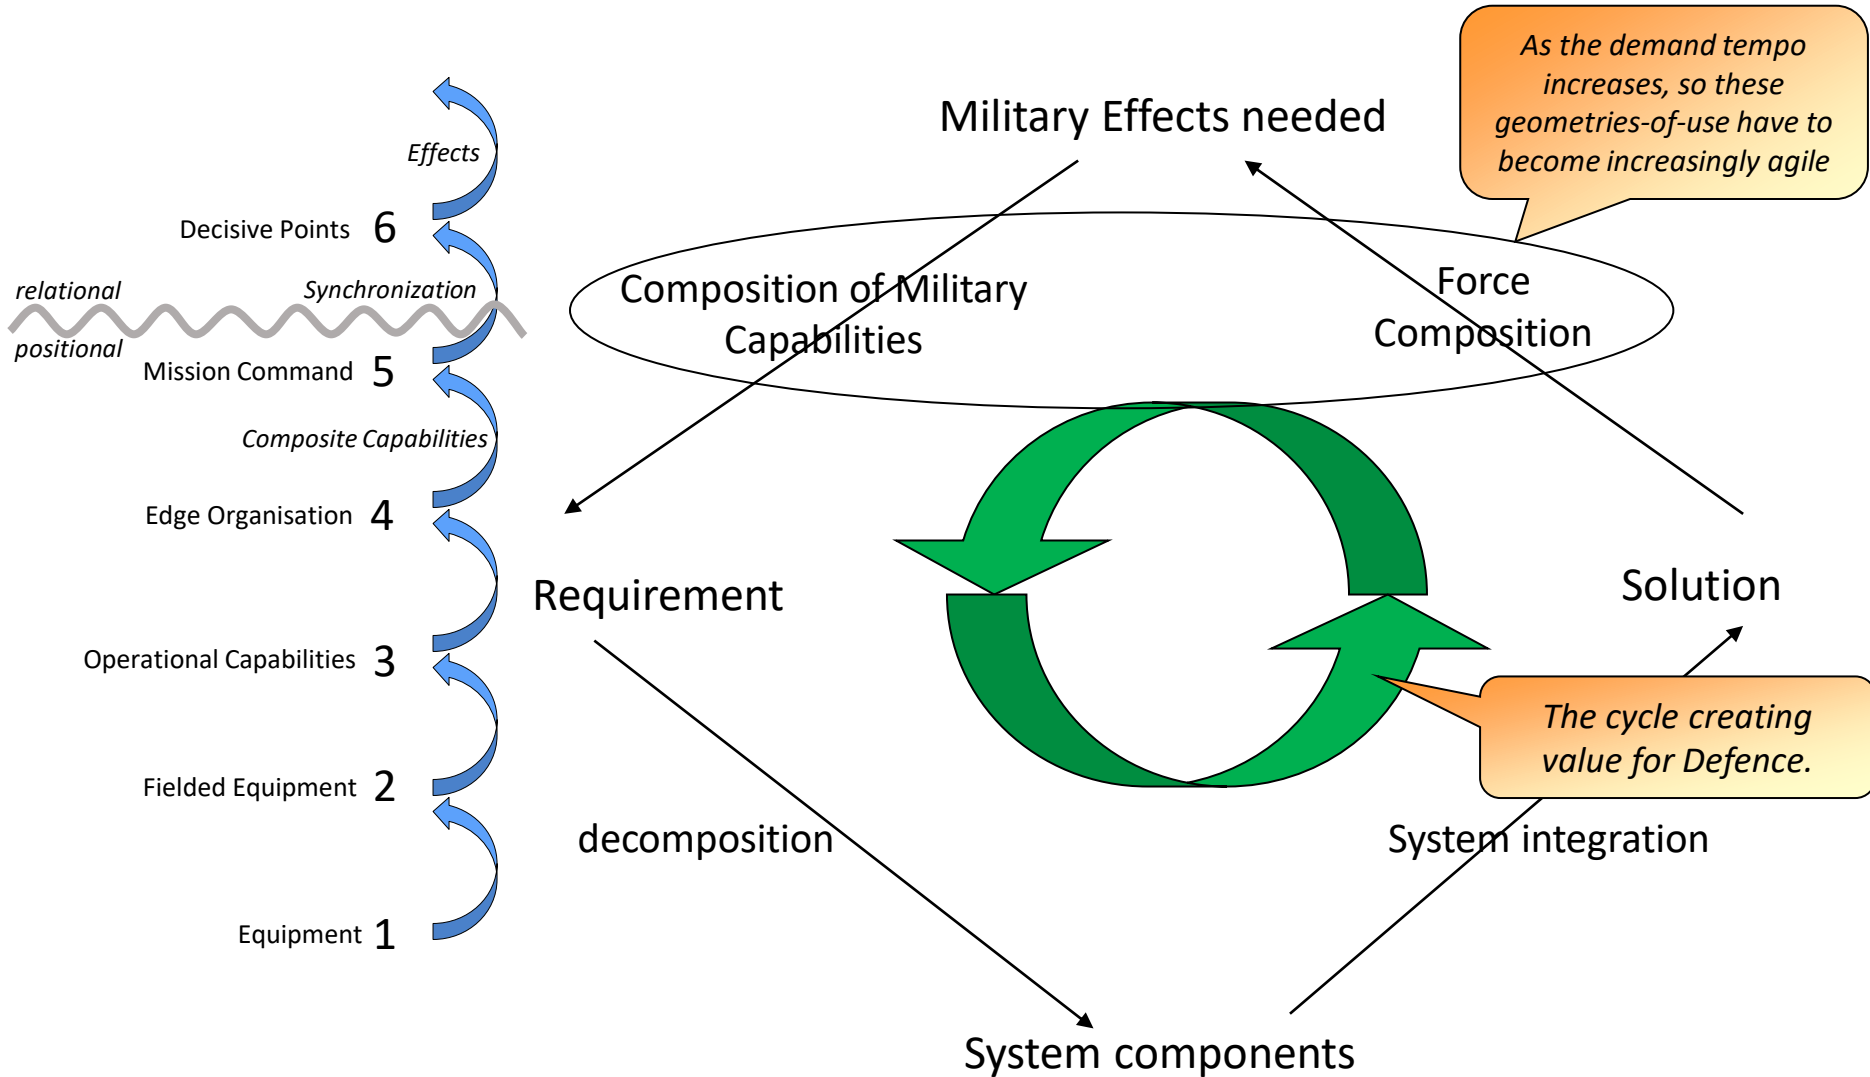 As the demand tempo
increases, so these
geometries-of-use have to
become increasingly agile
Military Effects needed
Effects
Decisive Points 6
relational
Synchronization
positional
Mission Command 5
Composition of Military
Capabilities
Force
Composition
Composite Capabilities
Edge Organisation 4
Requirement
Solution
Operational Capabilities 3
The cycle creating
value for Defence.
Fielded Equipment 2
decomposition
System integration
Equipment 1
System components